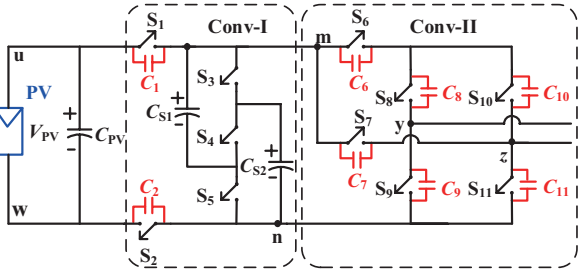 Conv-I
Conv-II
S1
S6
u
m
C1
C6
S3
PV
+
+
CS1
S8
C8
S10
C10
VPV
CPV
S4
S7
y
-
-
+
CS2
z
C2
C7
w
S5
-
S9
C9
S11
C11
S2
n